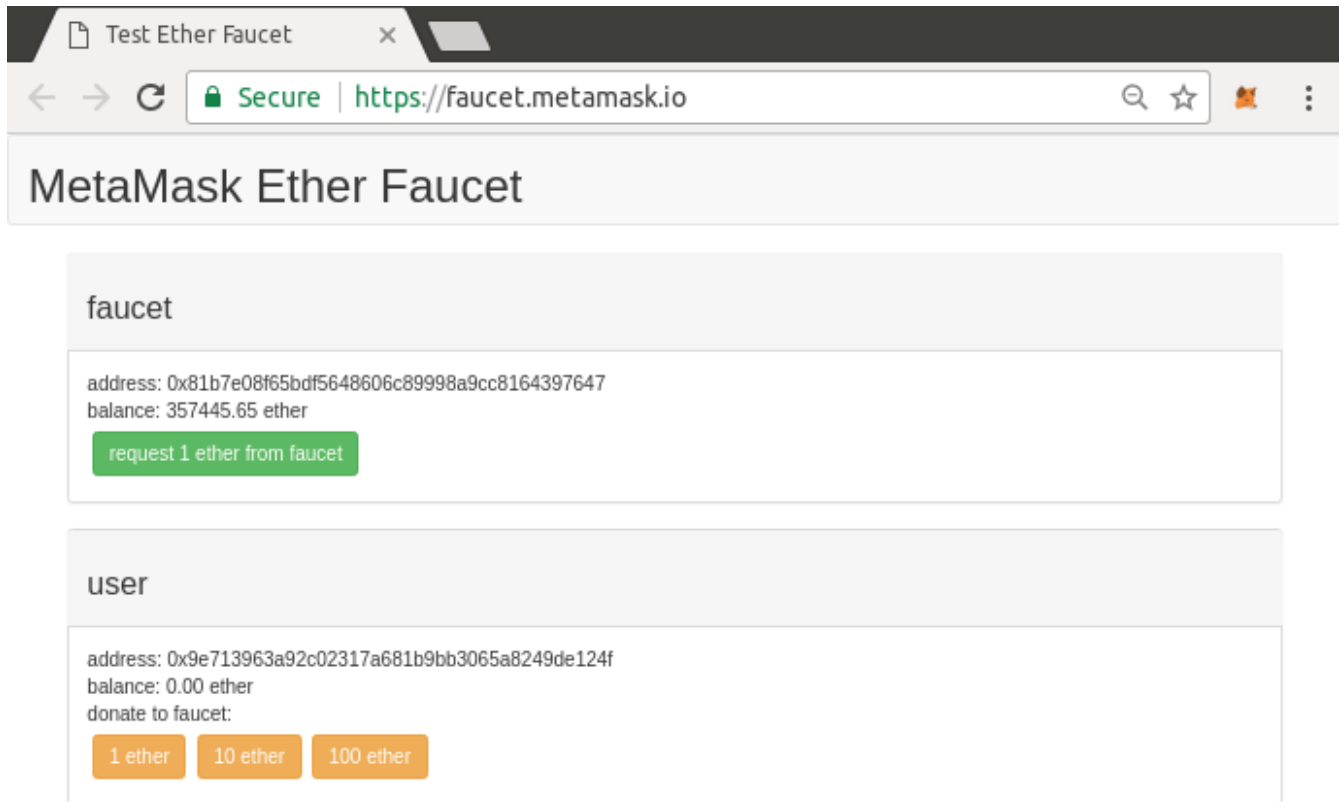 Test Ether Faucet
Secure | https://faucet.metamask.io
MetaMask Ether Faucet
faucet
address: 0x81b7e08f65bdf5648606c89998a9cc8164397647
balance: 357445.65 ether
request 1 ether from faucet
user
address: 0x9e713963a92c02317a681b9bb3065a8249de124f
balance: 0.00 ether
donate to faucet:
1 ether 10 ether 100 ether